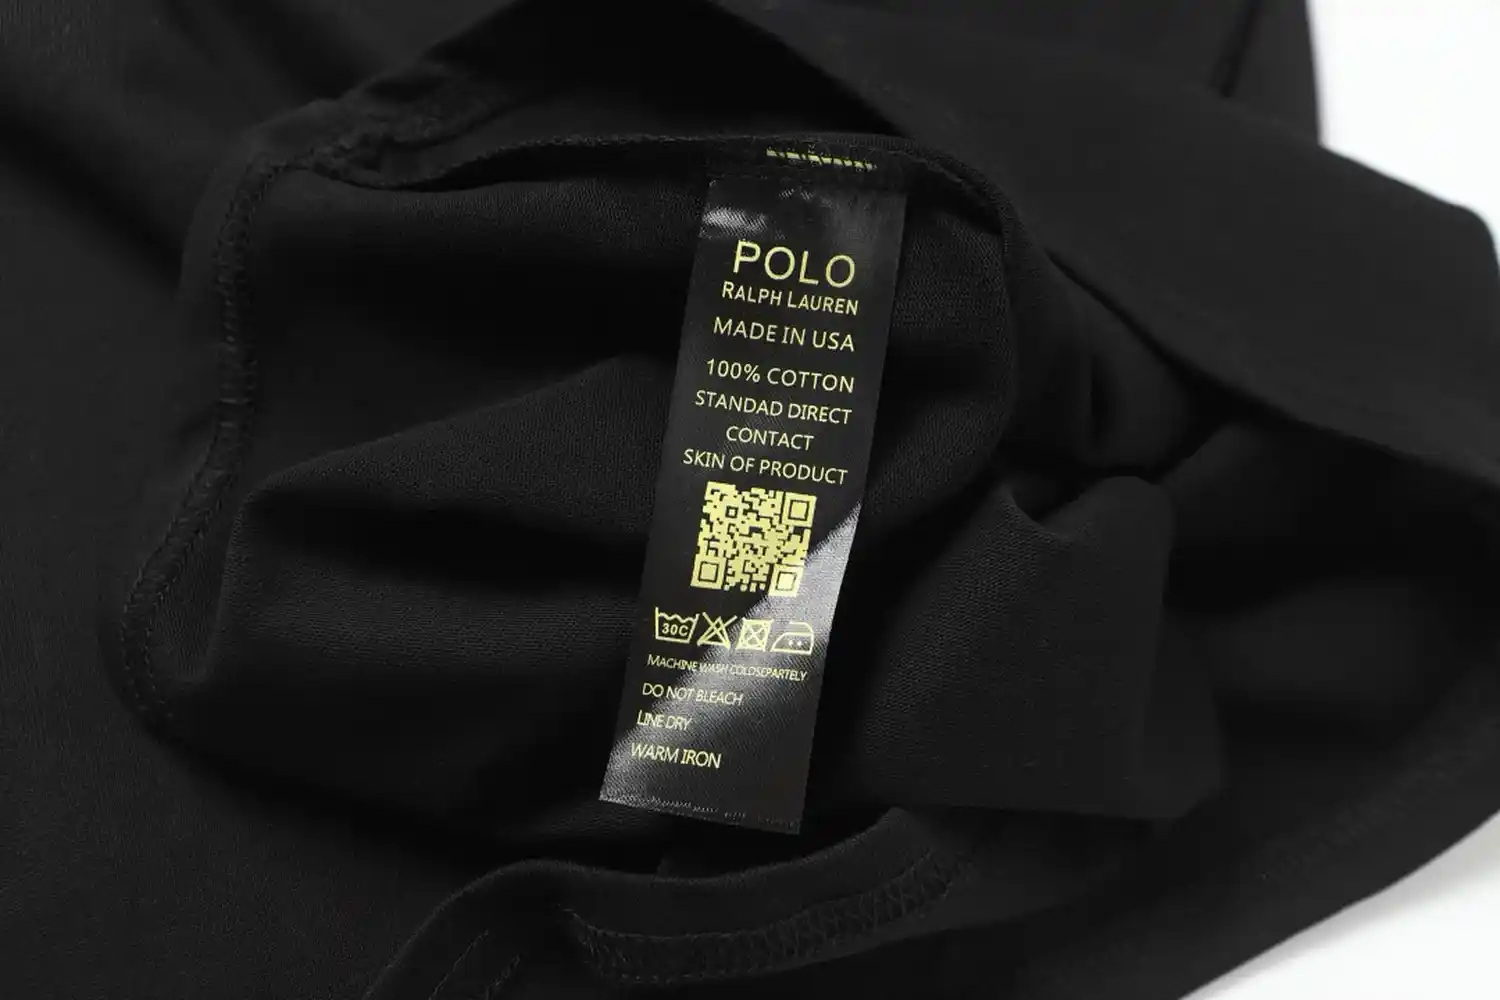 POLO
RALPH LAUREN
MADE IN USA
100% COTTON
STANDAD DIRECT
CONTACT
SKIN OF PRODUCT
30C
MACHINE WASH COLDSEPARTELY
DO NOT BLEACH
LINE DRY
WARM IRON